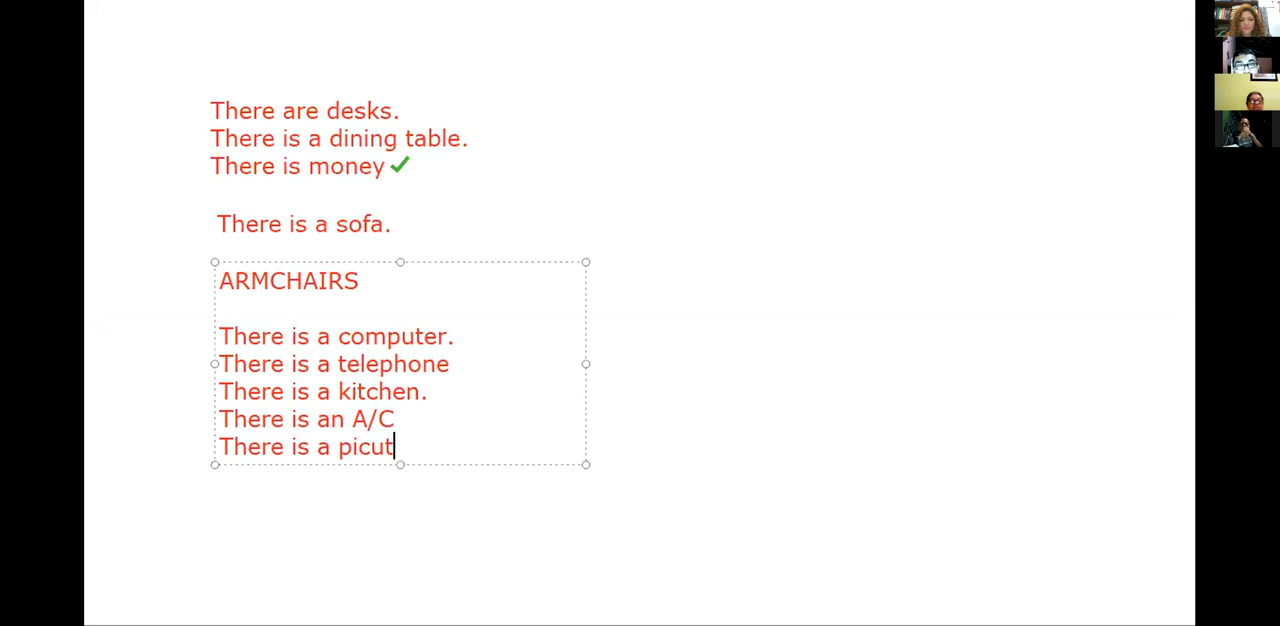 There are desks.
There is a dining table.
There is money
There is a sofa.
ARMCHAIRS
There is a computer.
There is a telephone
There is a kitchen.
There is an A/C
There is a picut